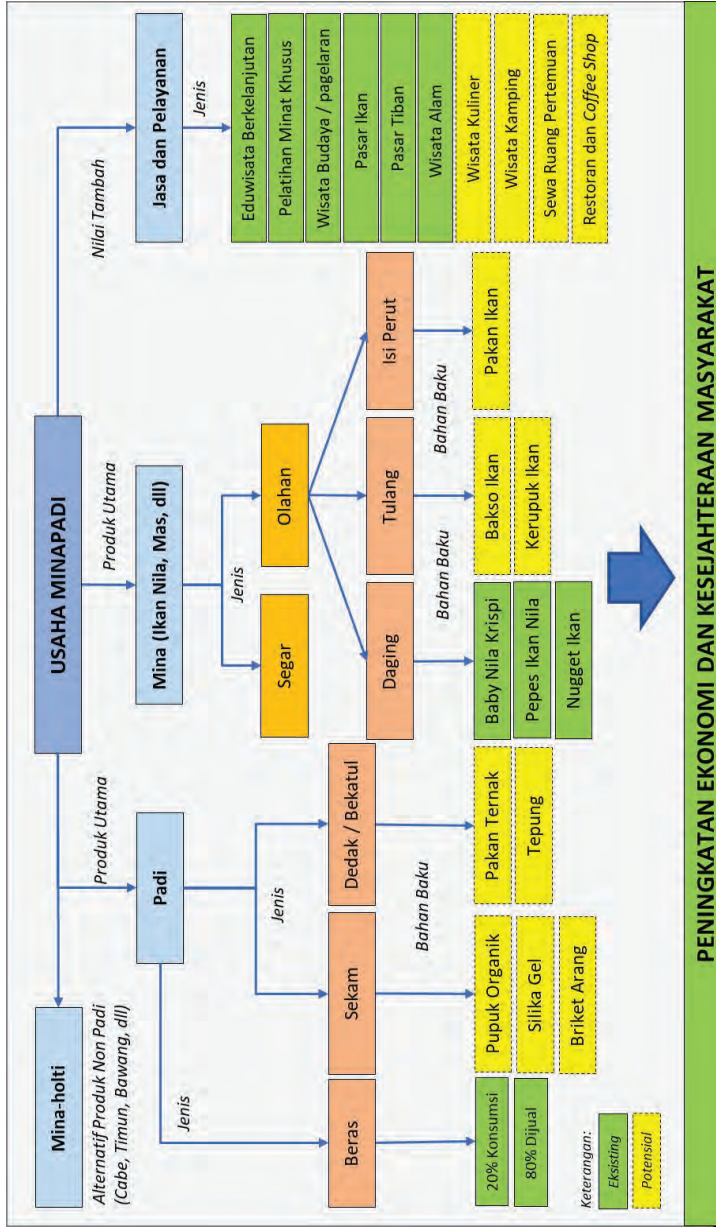 USAHA MINAPADI
Mina-holti
Alternatif Produk Non Padi
(Cabe, Timun, Bawang, dll)
Produk Utama
Padi
Jenis
Jenis
Beras
Sekam
Dedak / Bekatul
Bahan Baku
20% Konsumsi
80% Dijual
Pupuk Organik
Silika Gel
Briket Arang
Pakan Ternak
Tepung
Produk Utama
Mina (Ikan Nila, Mas, dll)
Jenis
Segar
Olahan
Daging
Tulang
Isi Perut
Bahan Baku
Bahan Baku
Baby Nila Krispi
Pepes Ikan Nila
Nugget Ikan
Bakso Ikan
Kerupuk Ikan
Pakan Ikan
Nilai Tambah
Jasa dan Pelayanan
Jenis
Eduwisata Berkelanjutan
Pelatihan Minat Khusus
Wisata Budaya / pagelaran
Pasar Ikan
Pasar Tiban
Wisata Alam
Wisata Kuliner
Wisata Kamping
Sewa Ruang Pertemuan
Restoran dan Coffee Shop
Keterangan:
Eksisting
Potensial
PENINGKATAN EKONOMI DAN KESEJAHTERAAN MASYARAKAT